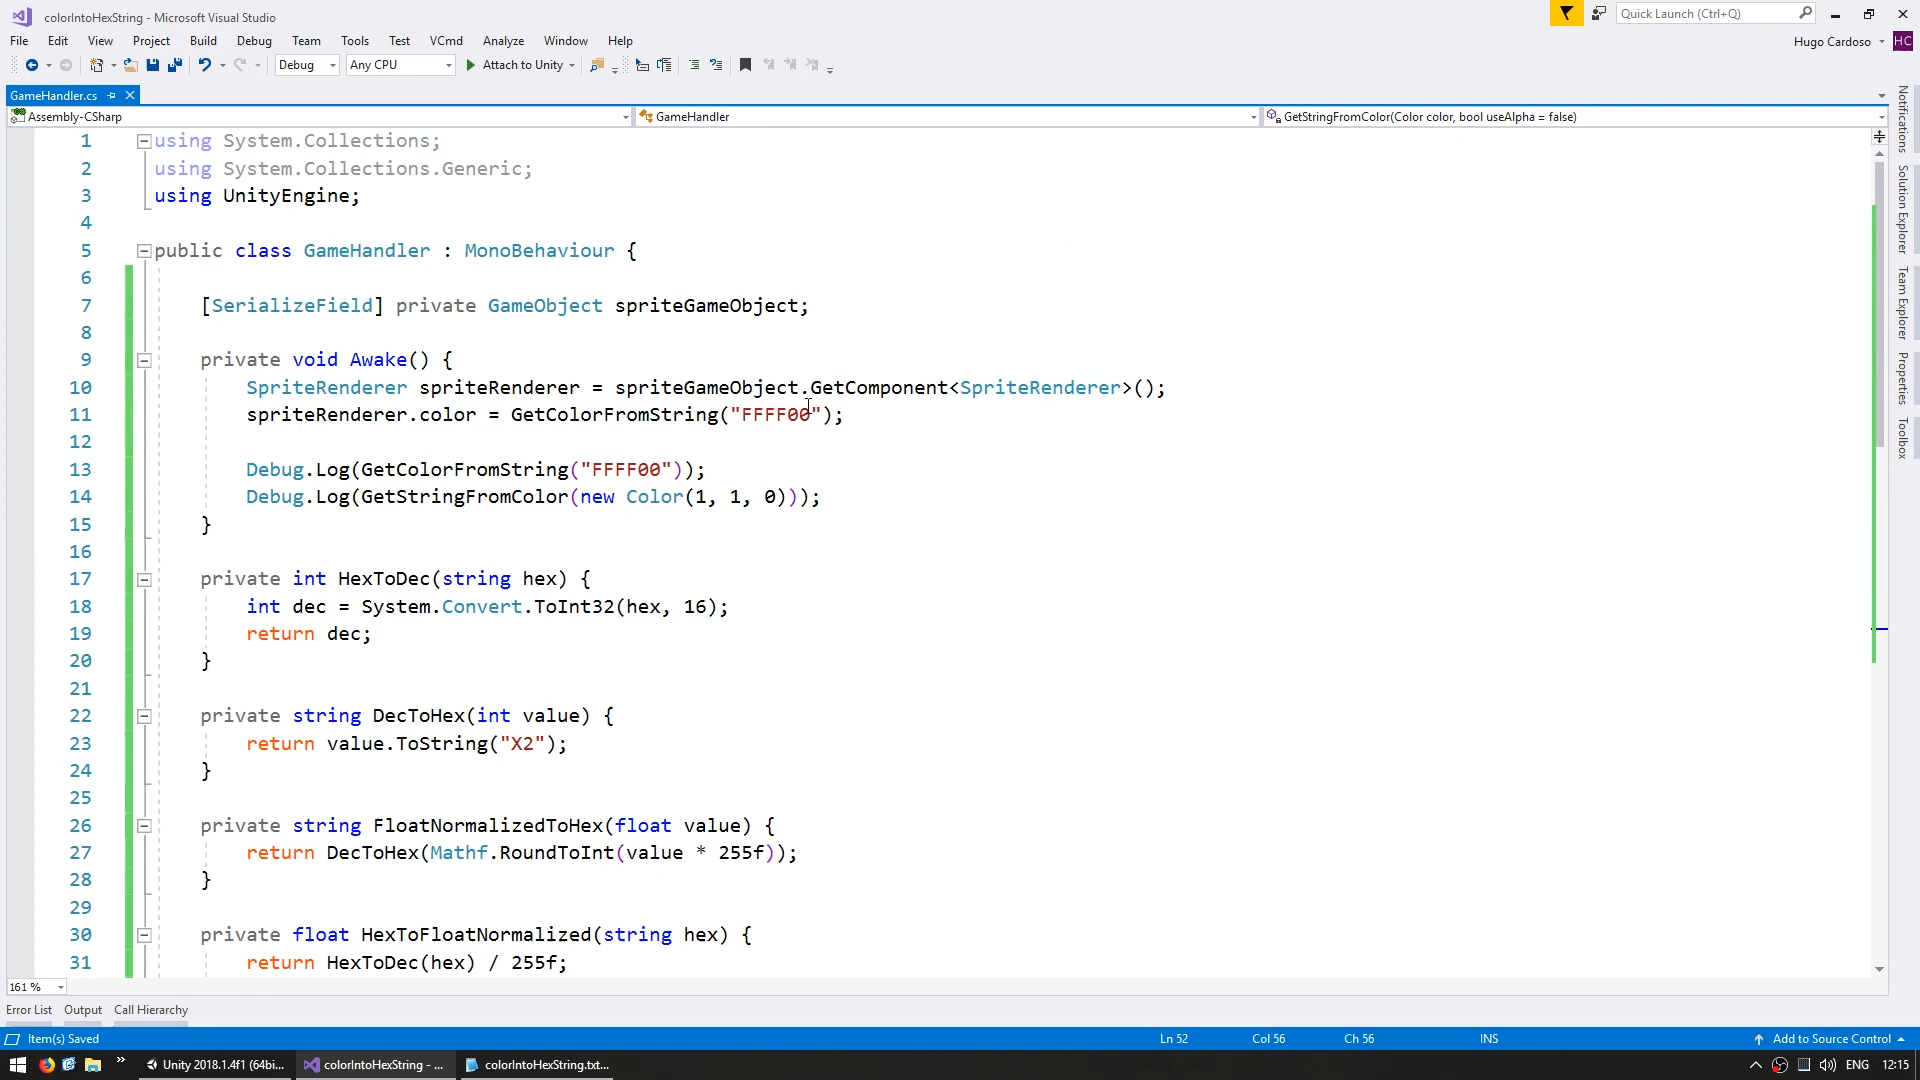 colorIntoHexString - Microsoft Visual Studio
Quick Launch (Ctrl+Q)
File Edit View Project Build Debug Team Tools Test VCmd Analyze Window Help
Hugo Cardoso HC
Debug Any CPU Attach to Unity
GameHandler.cs
Assembly-CSharp GameHandler GetStringFromColor(Color color, bool useAlpha = false)
1 using System.Collections;
2 using System.Collections.Generic;
3 using UnityEngine;
4
5 public class GameHandler : MonoBehaviour {
6
7 [SerializeField] private GameObject spriteGameObject;
8
9 private void Awake() {
10 SpriteRenderer spriteRenderer = spriteGameObject.GetComponent<SpriteRenderer>();
11 spriteRenderer.color = GetColorFromString("FFFF00");
12
13 Debug.Log(GetColorFromString("FFFF00"));
14 Debug.Log(GetStringFromColor(new Color(1, 1, 0)));
15 }
16
17 private int HexToDec(string hex) {
18 int dec = System.Convert.ToInt32(hex, 16);
19 return dec;
20 }
21
22 private string DecToHex(int value) {
23 return value.ToString("X2");
24 }
25
26 private string FloatNormalizedToHex(float value) {
27 return DecToHex(Mathf.RoundToInt(value * 255f));
28 }
29
30 private float HexToFloatNormalized(string hex) {
31 return HexToDec(hex) / 255f;
Notifications
Solution Explorer
Team Explorer
Properties
Toolbox
161 %
Error List Output Call Hierarchy
Item(s) Saved Ln 52 Col 56 Ch 56 INS Add to Source Control
Unity 2018.1.4f1 (64bi... colorIntoHexString - ... colorIntoHexString.txt... ENG 12:15